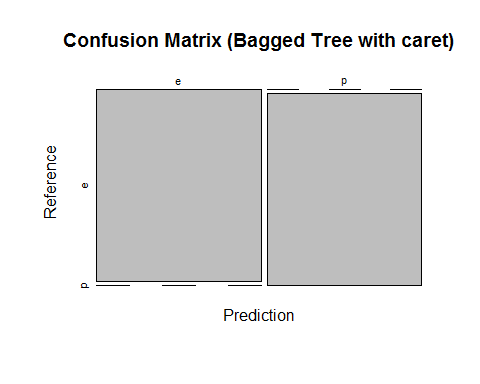 Confusion Matrix (Bagged Tree with caret)
e
p
Reference
e
p
Prediction